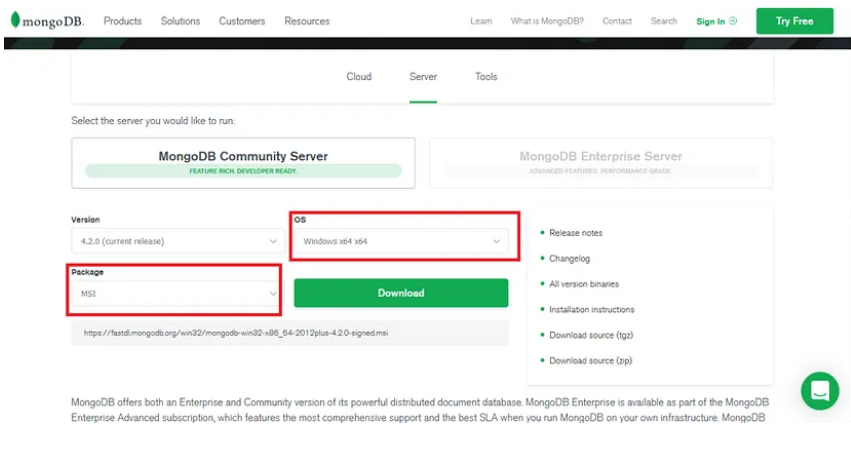 mongoDB. Products Solutions Customers Resources Learn What is MongoDB? Contact Search Sign In Try Free
Cloud Server Tools
Select the server you would like to run:
MongoDB Community Server
FEATURE RICH. DEVELOPER READY.
MongoDB Enterprise Server
ADVANCED FEATURES. PERFORMANCE GRADE.
Version
4.2.0 (current release)
OS
Windows x64 x64
Package
MSI
Download
https://fastdl.mongodb.org/win32/mongodb-win32-x86_64-2012plus-4.2.0-signed.msi
Release notes
Changelog
All version binaries
Installation instructions
Download source (tgz)
Download source (zip)
MongoDB offers both an Enterprise and Community version of its powerful distributed document database. MongoDB Enterprise is available as part of the MongoDB
Enterprise Advanced subscription, which features the most comprehensive support and the best SLA when you run MongoDB on your own infrastructure. MongoDB